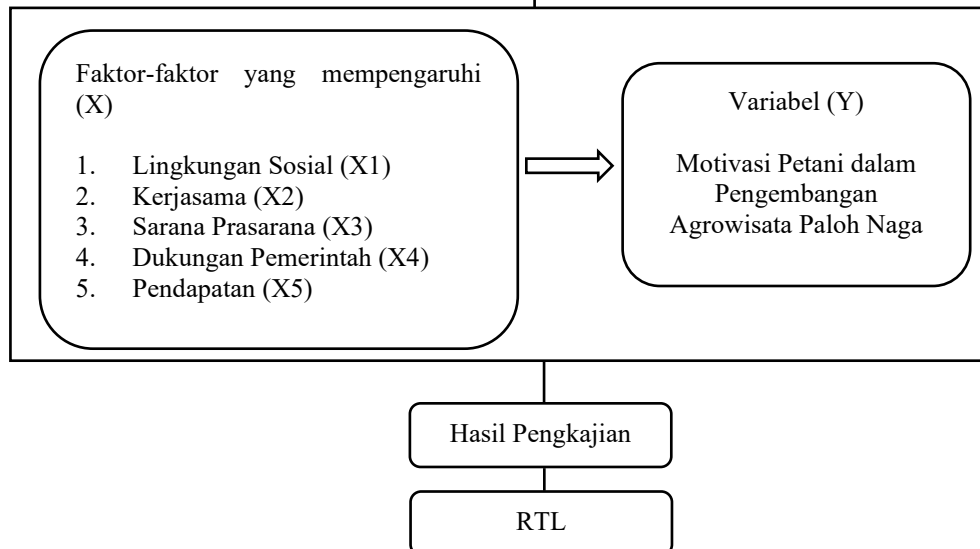 Faktor-faktor yang mempengaruhi
(X)
1. Lingkungan Sosial (X1)
2. Kerjasama (X2)
3. Sarana Prasarana (X3)
4. Dukungan Pemerintah (X4)
5. Pendapatan (X5)
Variabel (Y)
Motivasi Petani dalam
Pengembangan
Agrowisata Paloh Naga
Hasil Pengkajian
RTL